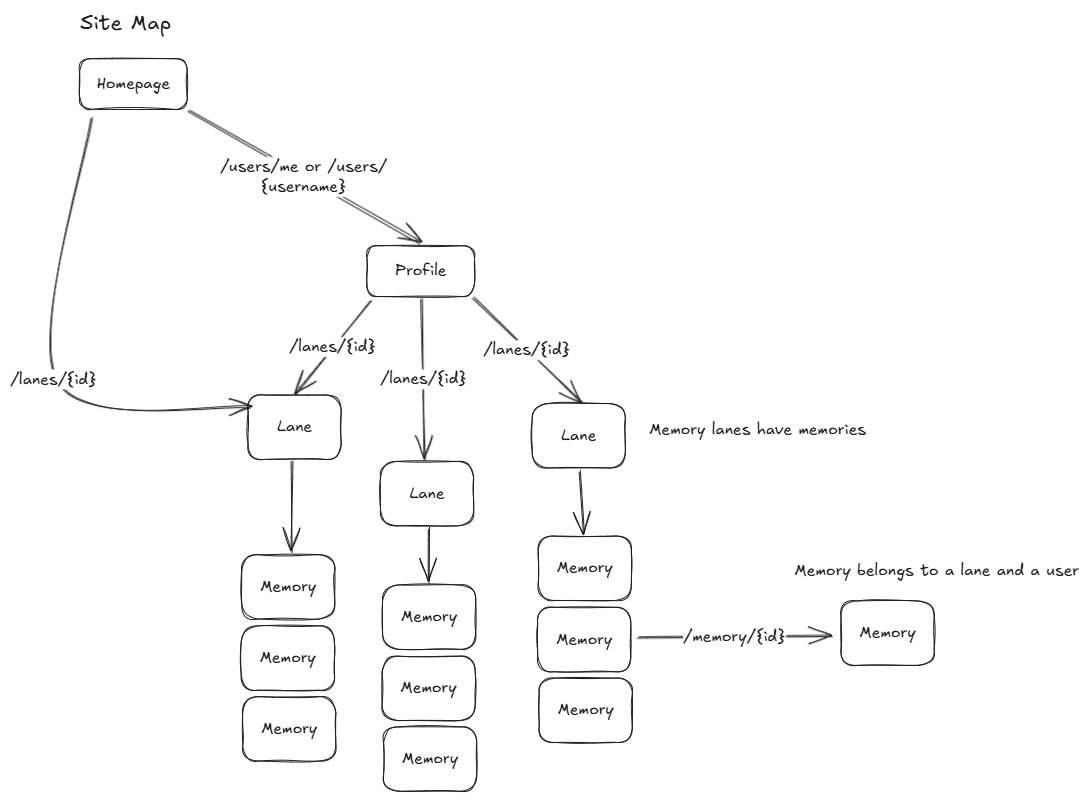 Site Map
Homepage
/users/me or /users/
{username}
Profile
/lanes/{id}
/lanes/{id}
/lanes/{id}
/lanes/{id}
Lane
Lane
Memory lanes have memories
Lane
Memory
Memory belongs to a lane and a user
Memory
Memory
Memory
Memory
/memory/{id}
Memory
Memory
Memory
Memory
Memory